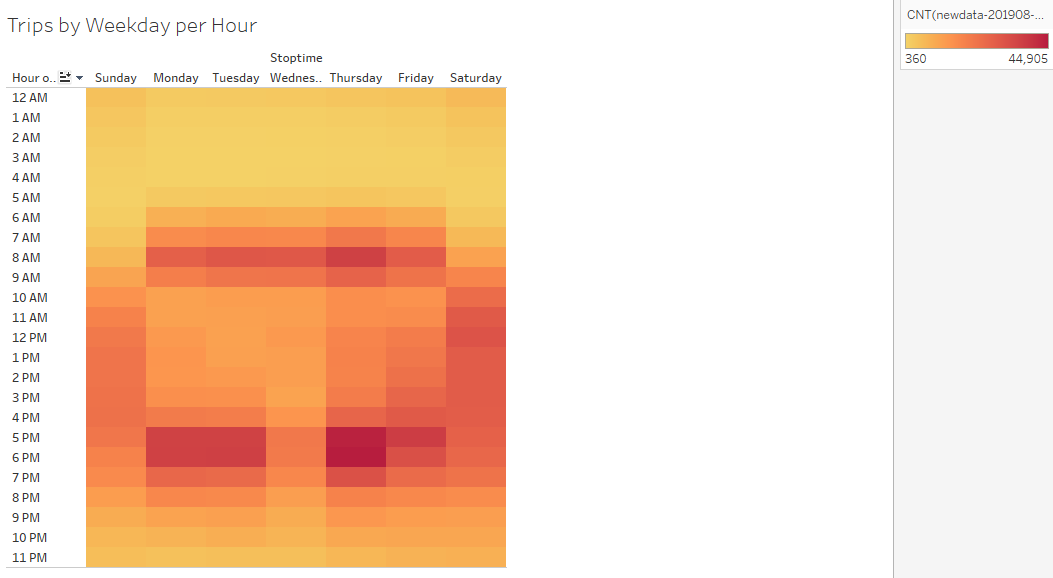 Trips by Weekday per Hour
CNT(newdata-201908-...
360 44,905
Stoptime
Hour o.. Sunday Monday Tuesday Wednes.. Thursday Friday Saturday
12 AM
1 AM
2 AM
3 AM
4 AM
5 AM
6 AM
7 AM
8 AM
9 AM
10 AM
11 AM
12 PM
1 PM
2 PM
3 PM
4 PM
5 PM
6 PM
7 PM
8 PM
9 PM
10 PM
11 PM